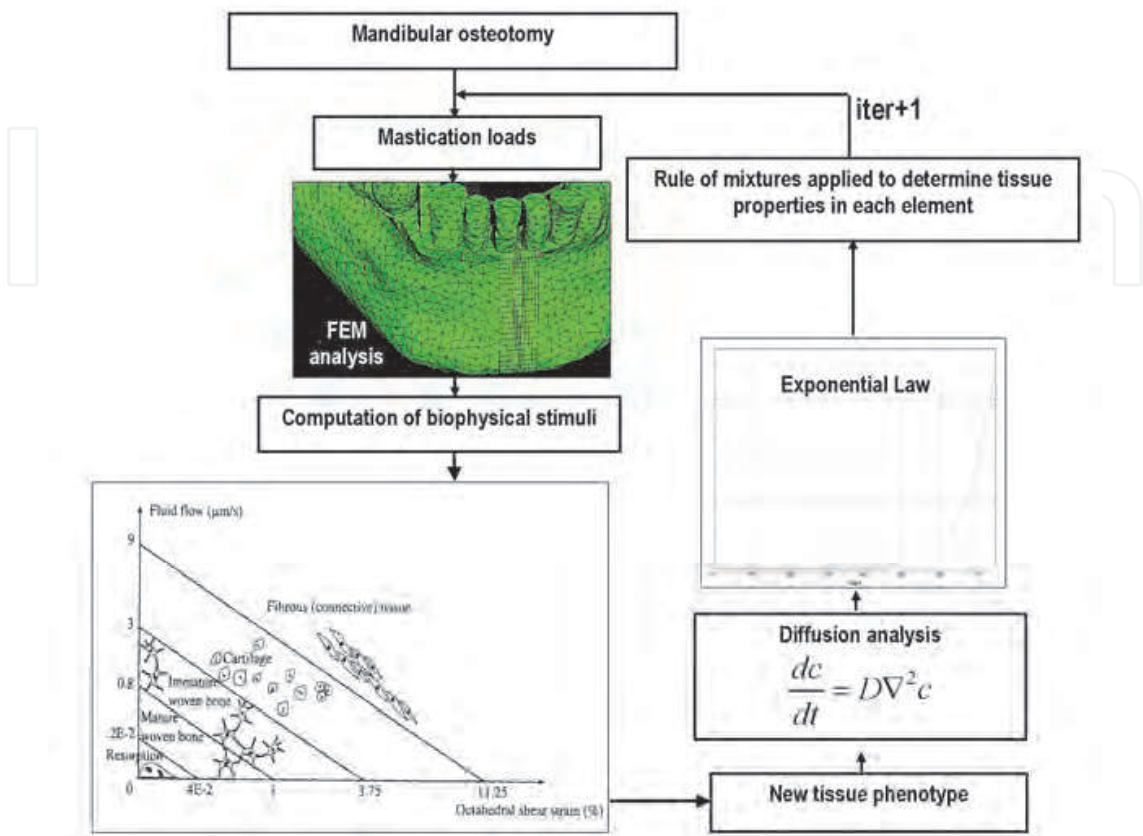 Mandibular osteotomy
iter+1
Mastication loads
Rule of mixtures applied to determine tissue
properties in each element
FEM
analysis
Exponential Law
Computation of biophysical stimuli
Fluid flow (μm/s)
9
Fibrous (connective) tissue
3
Cartilage
0.8
Immature
woven bone
Mature
woven bone
2E-2
Resorption
0
4E-2
1
3.75
11.25
Octahedral shear strain (%)
Diffusion analysis
dc/dt = D∇²c
New tissue phenotype